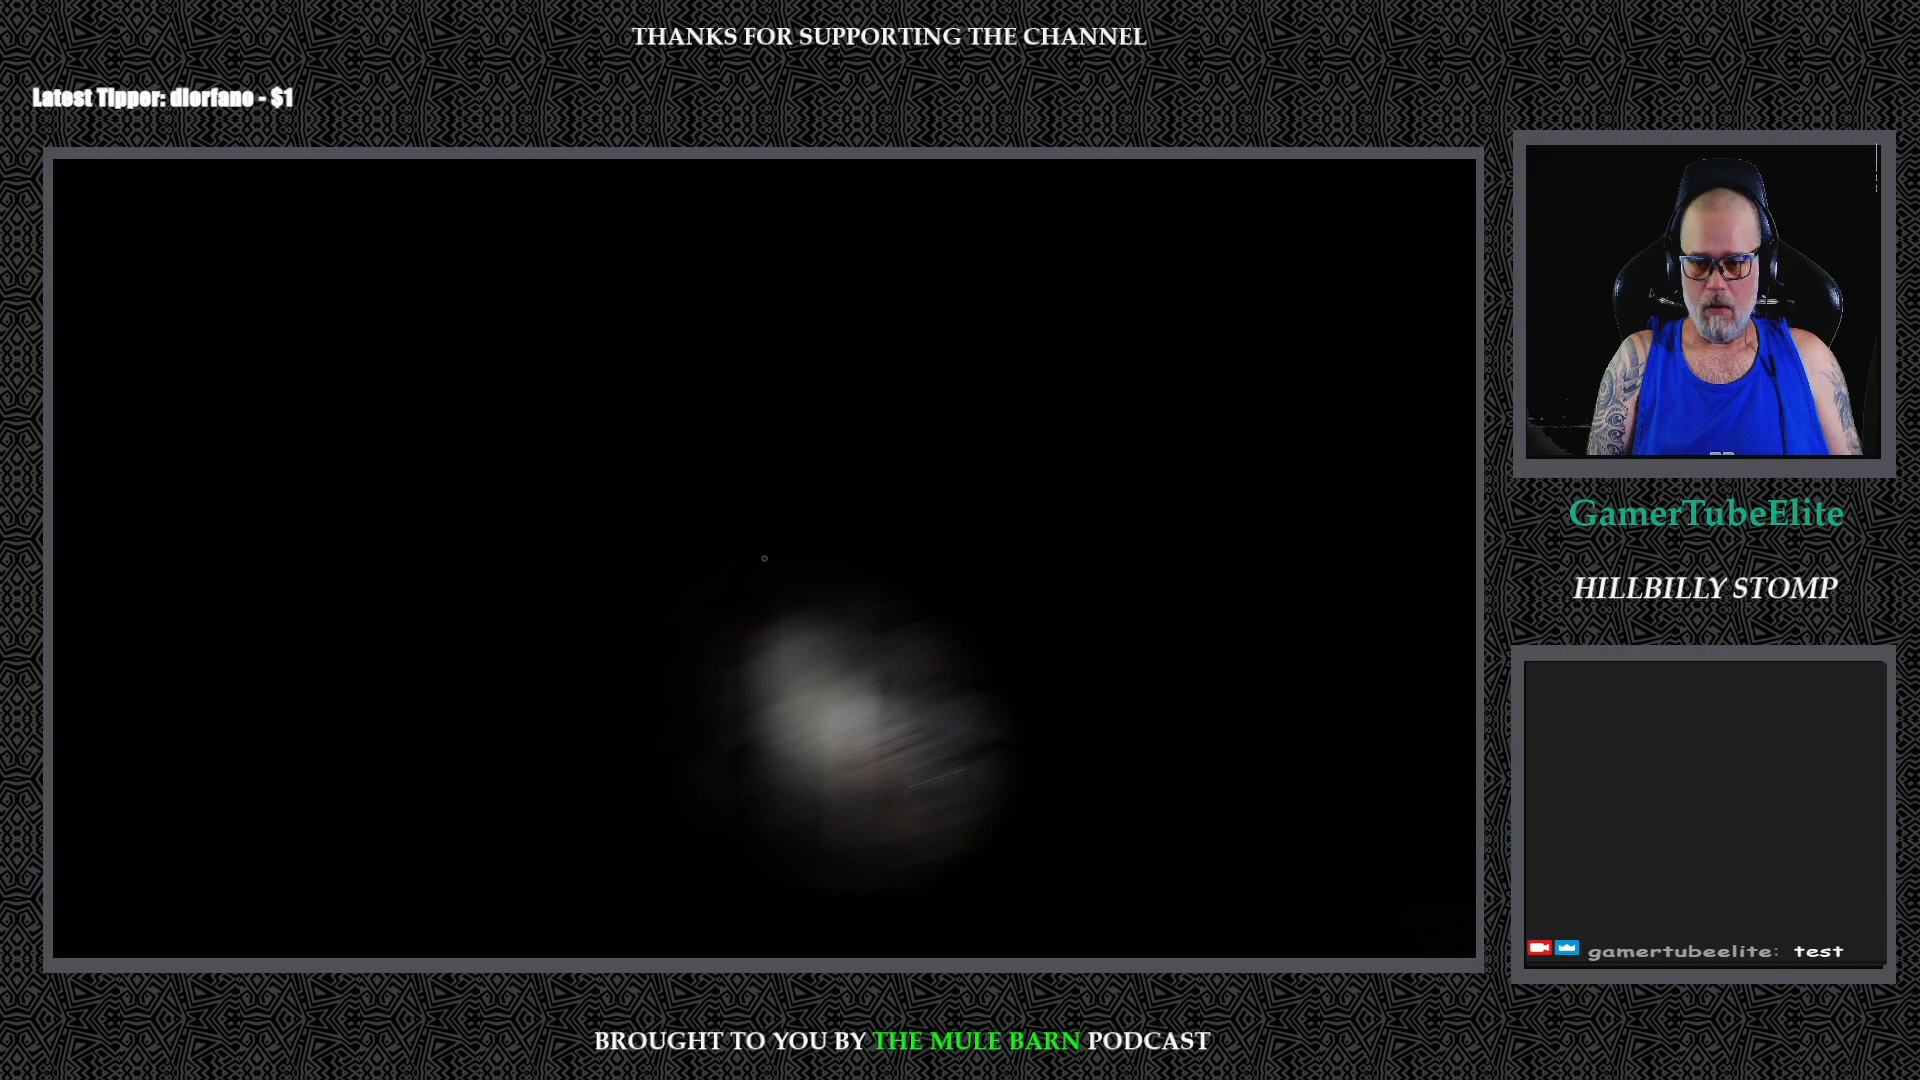 THANKS FOR SUPPORTING THE CHANNEL
Latest Tipper: dlorfano - $1
GamerTubeElite
HILLBILLY STOMP
gamertubeelite: test
BROUGHT TO YOU BY THE MULE BARN PODCAST